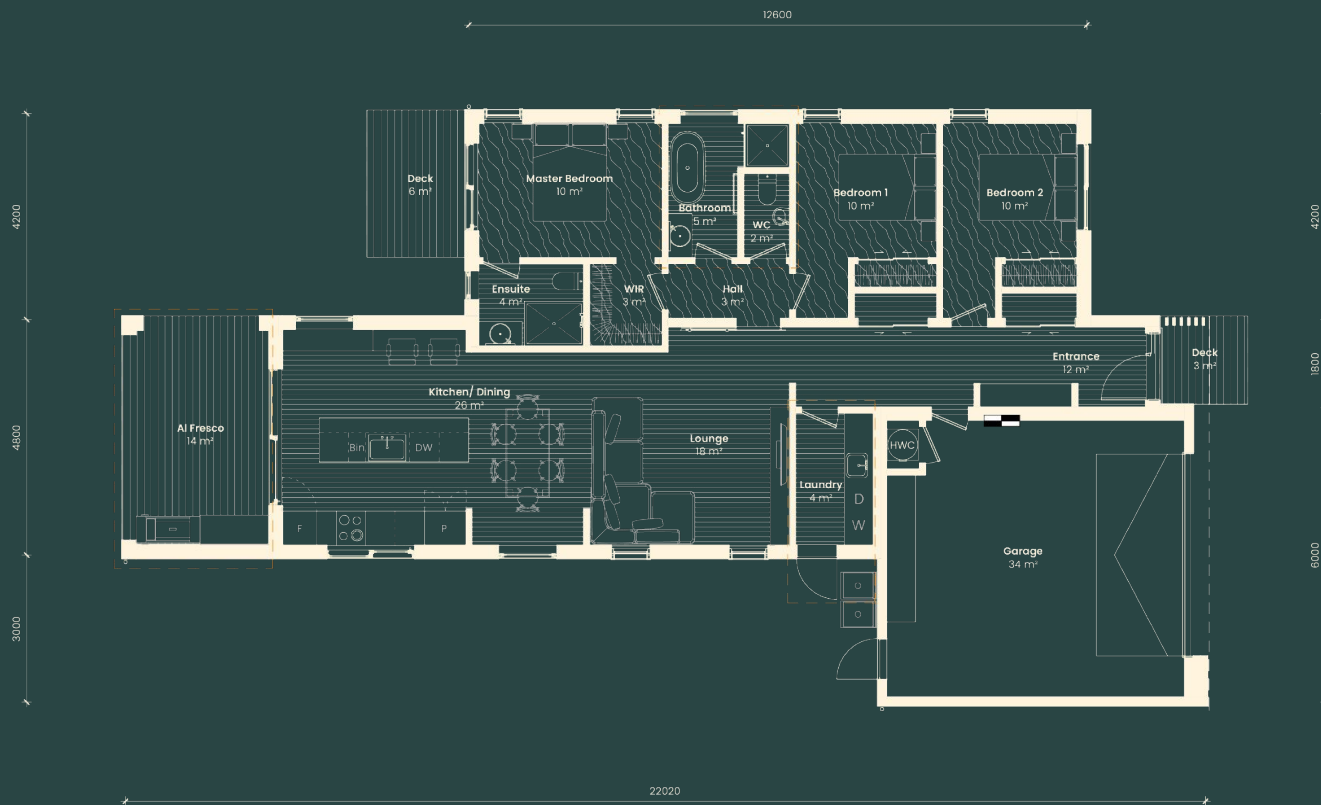 12600
Deck
6 m²
Master Bedroom
10 m²
Bathroom
5 m²
WC
2 m²
Bedroom 1
10 m²
Bedroom 2
10 m²
4200
4200
Ensuite
4 m²
WIR
3 m²
Hall
3 m²
Entrance
12 m²
Deck
3 m²
1800
Kitchen/ Dining
26 m²
Al Fresco
14 m²
Bin
DW
Lounge
18 m²
HWC
4800
Laundry
4 m²
D
W
F
P
Garage
34 m²
6000
3000
22020